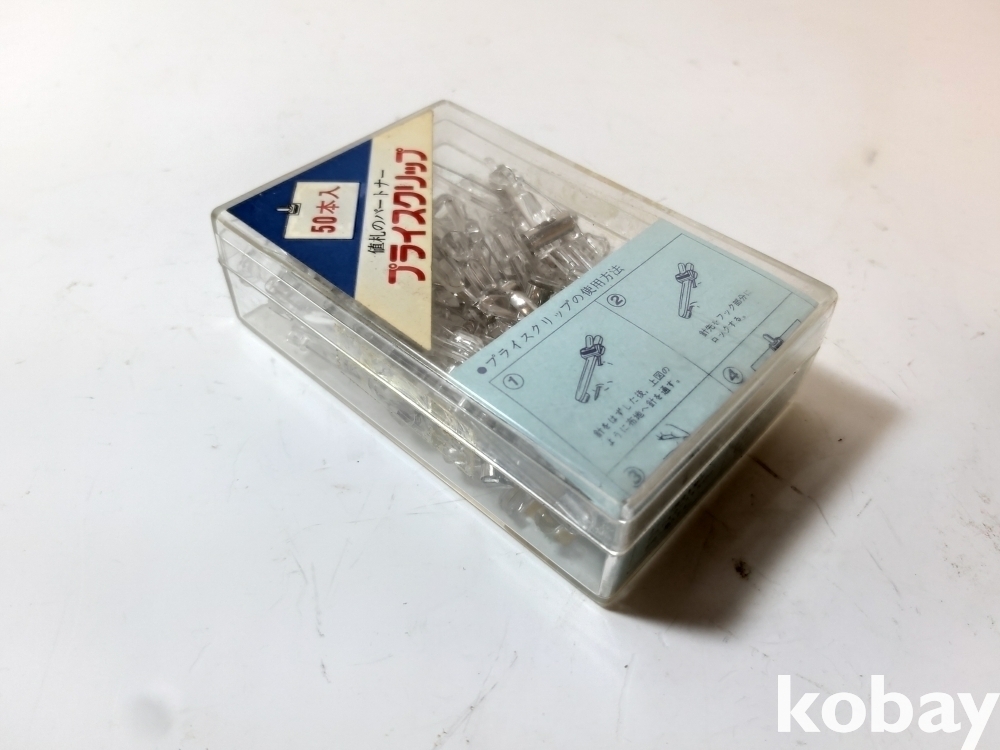 50本入
値札のパートナー
プライスクリップ
●プライスクリップの使用方法
①
針をはずした後、上図の
ように布地へ針を通す。
②
針先をフック部分に
ロックする。
③
④
kobay